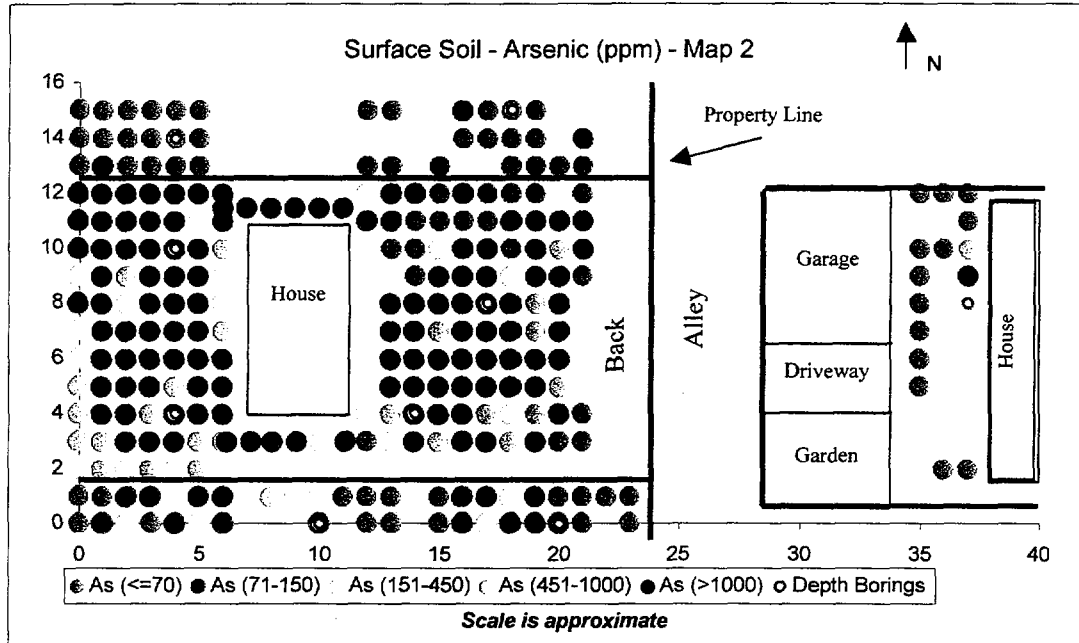 Surface Soil - Arsenic (ppm) - Map 2
N
16
14
12
10
8
6
4
2
0
Property Line
House
Back
Alley
Garage
Driveway
Garden
House
0 5 10 15 20 25 30 35 40
As (<=70) As (71-150) As (151-450) As (451-1000) As (>1000) Depth Borings
Scale is approximate